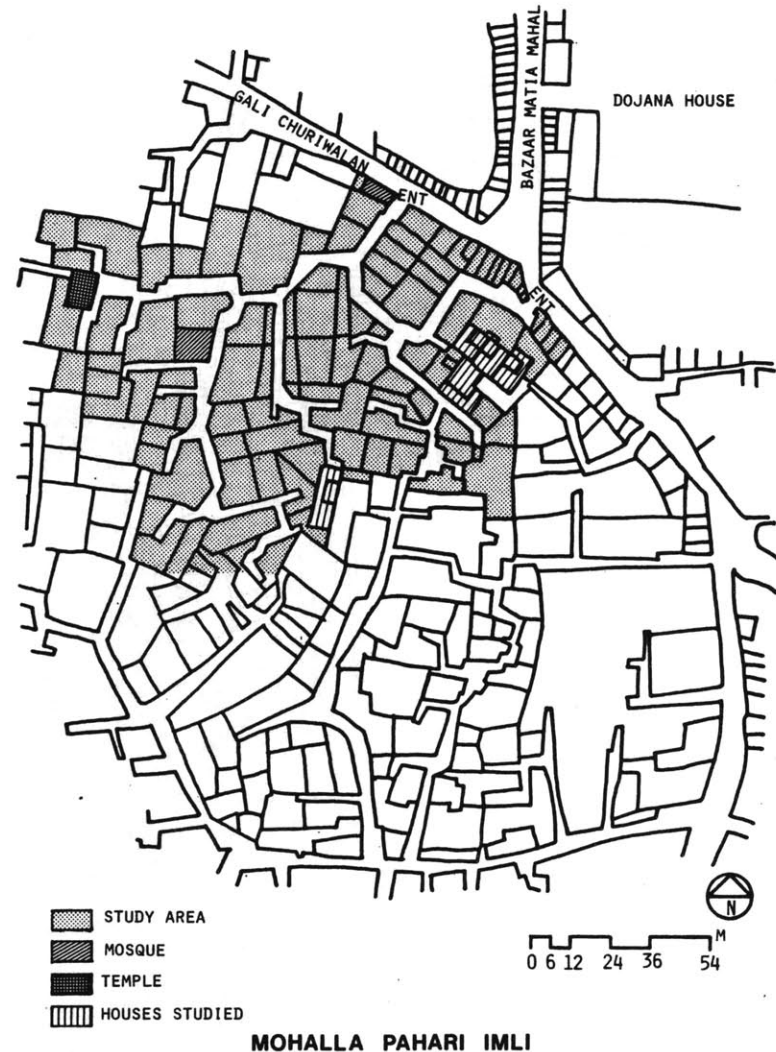 DOJANA HOUSE
BAZAAR MATIA MAHAL
GALI CHURIWALAN
ENT
ENT
N
STUDY AREA
MOSQUE
TEMPLE
HOUSES STUDIED
M
0 6 12 24 36 54
MOHALLA PAHARI IMLI